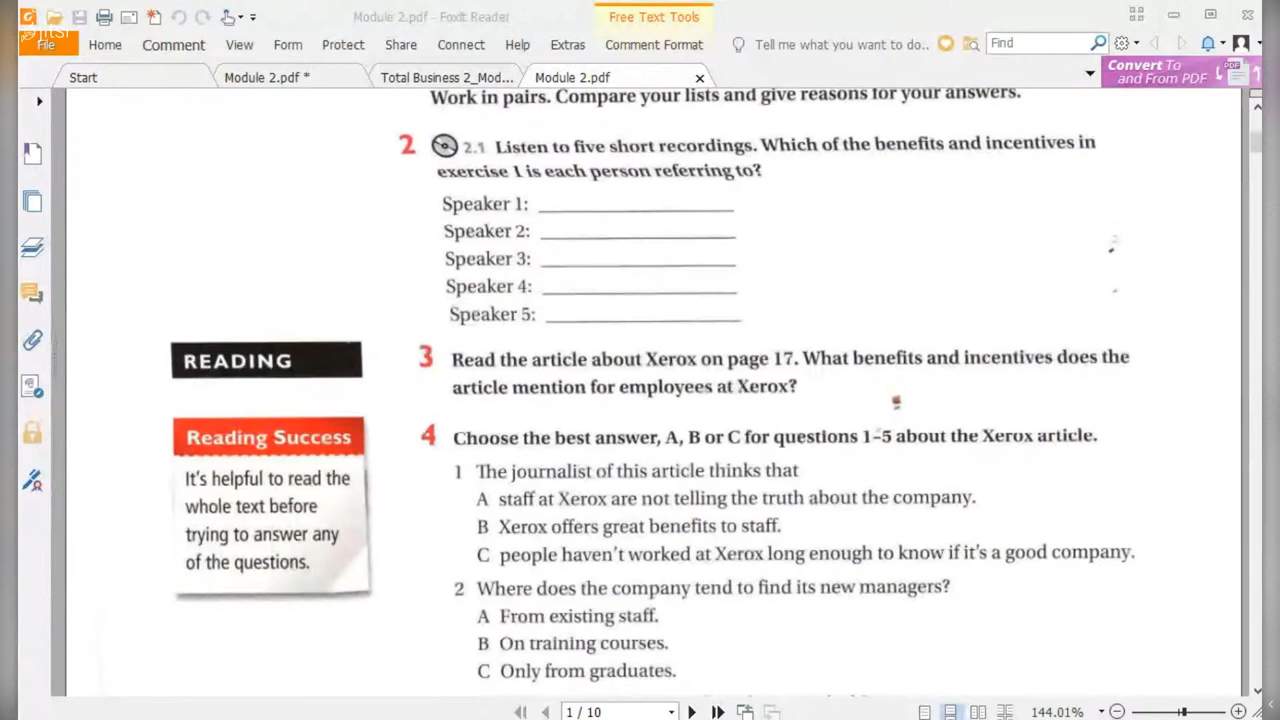 Module 2.pdf - Foxit Reader
Free Text Tools
File Home Comment View Form Protect Share Connect Help Extras Comment Format Tell me what you want to do.. Find
Start Module 2.pdf * Total Business 2_Mod... Module 2.pdf Convert To and From PDF
Work in pairs. Compare your lists and give reasons for your answers.
2 2.1 Listen to five short recordings. Which of the benefits and incentives in
exercise 1 is each person referring to?
Speaker 1:
Speaker 2:
Speaker 3:
Speaker 4:
Speaker 5:
READING
3 Read the article about Xerox on page 17. What benefits and incentives does the
article mention for employees at Xerox?
Reading Success
It's helpful to read the
whole text before
trying to answer any
of the questions.
4 Choose the best answer, A, B or C for questions 1–5 about the Xerox article.
1 The journalist of this article thinks that
A staff at Xerox are not telling the truth about the company.
B Xerox offers great benefits to staff.
C people haven't worked at Xerox long enough to know if it's a good company.
2 Where does the company tend to find its new managers?
A From existing staff.
B On training courses.
C Only from graduates.
1 / 10
144.01%